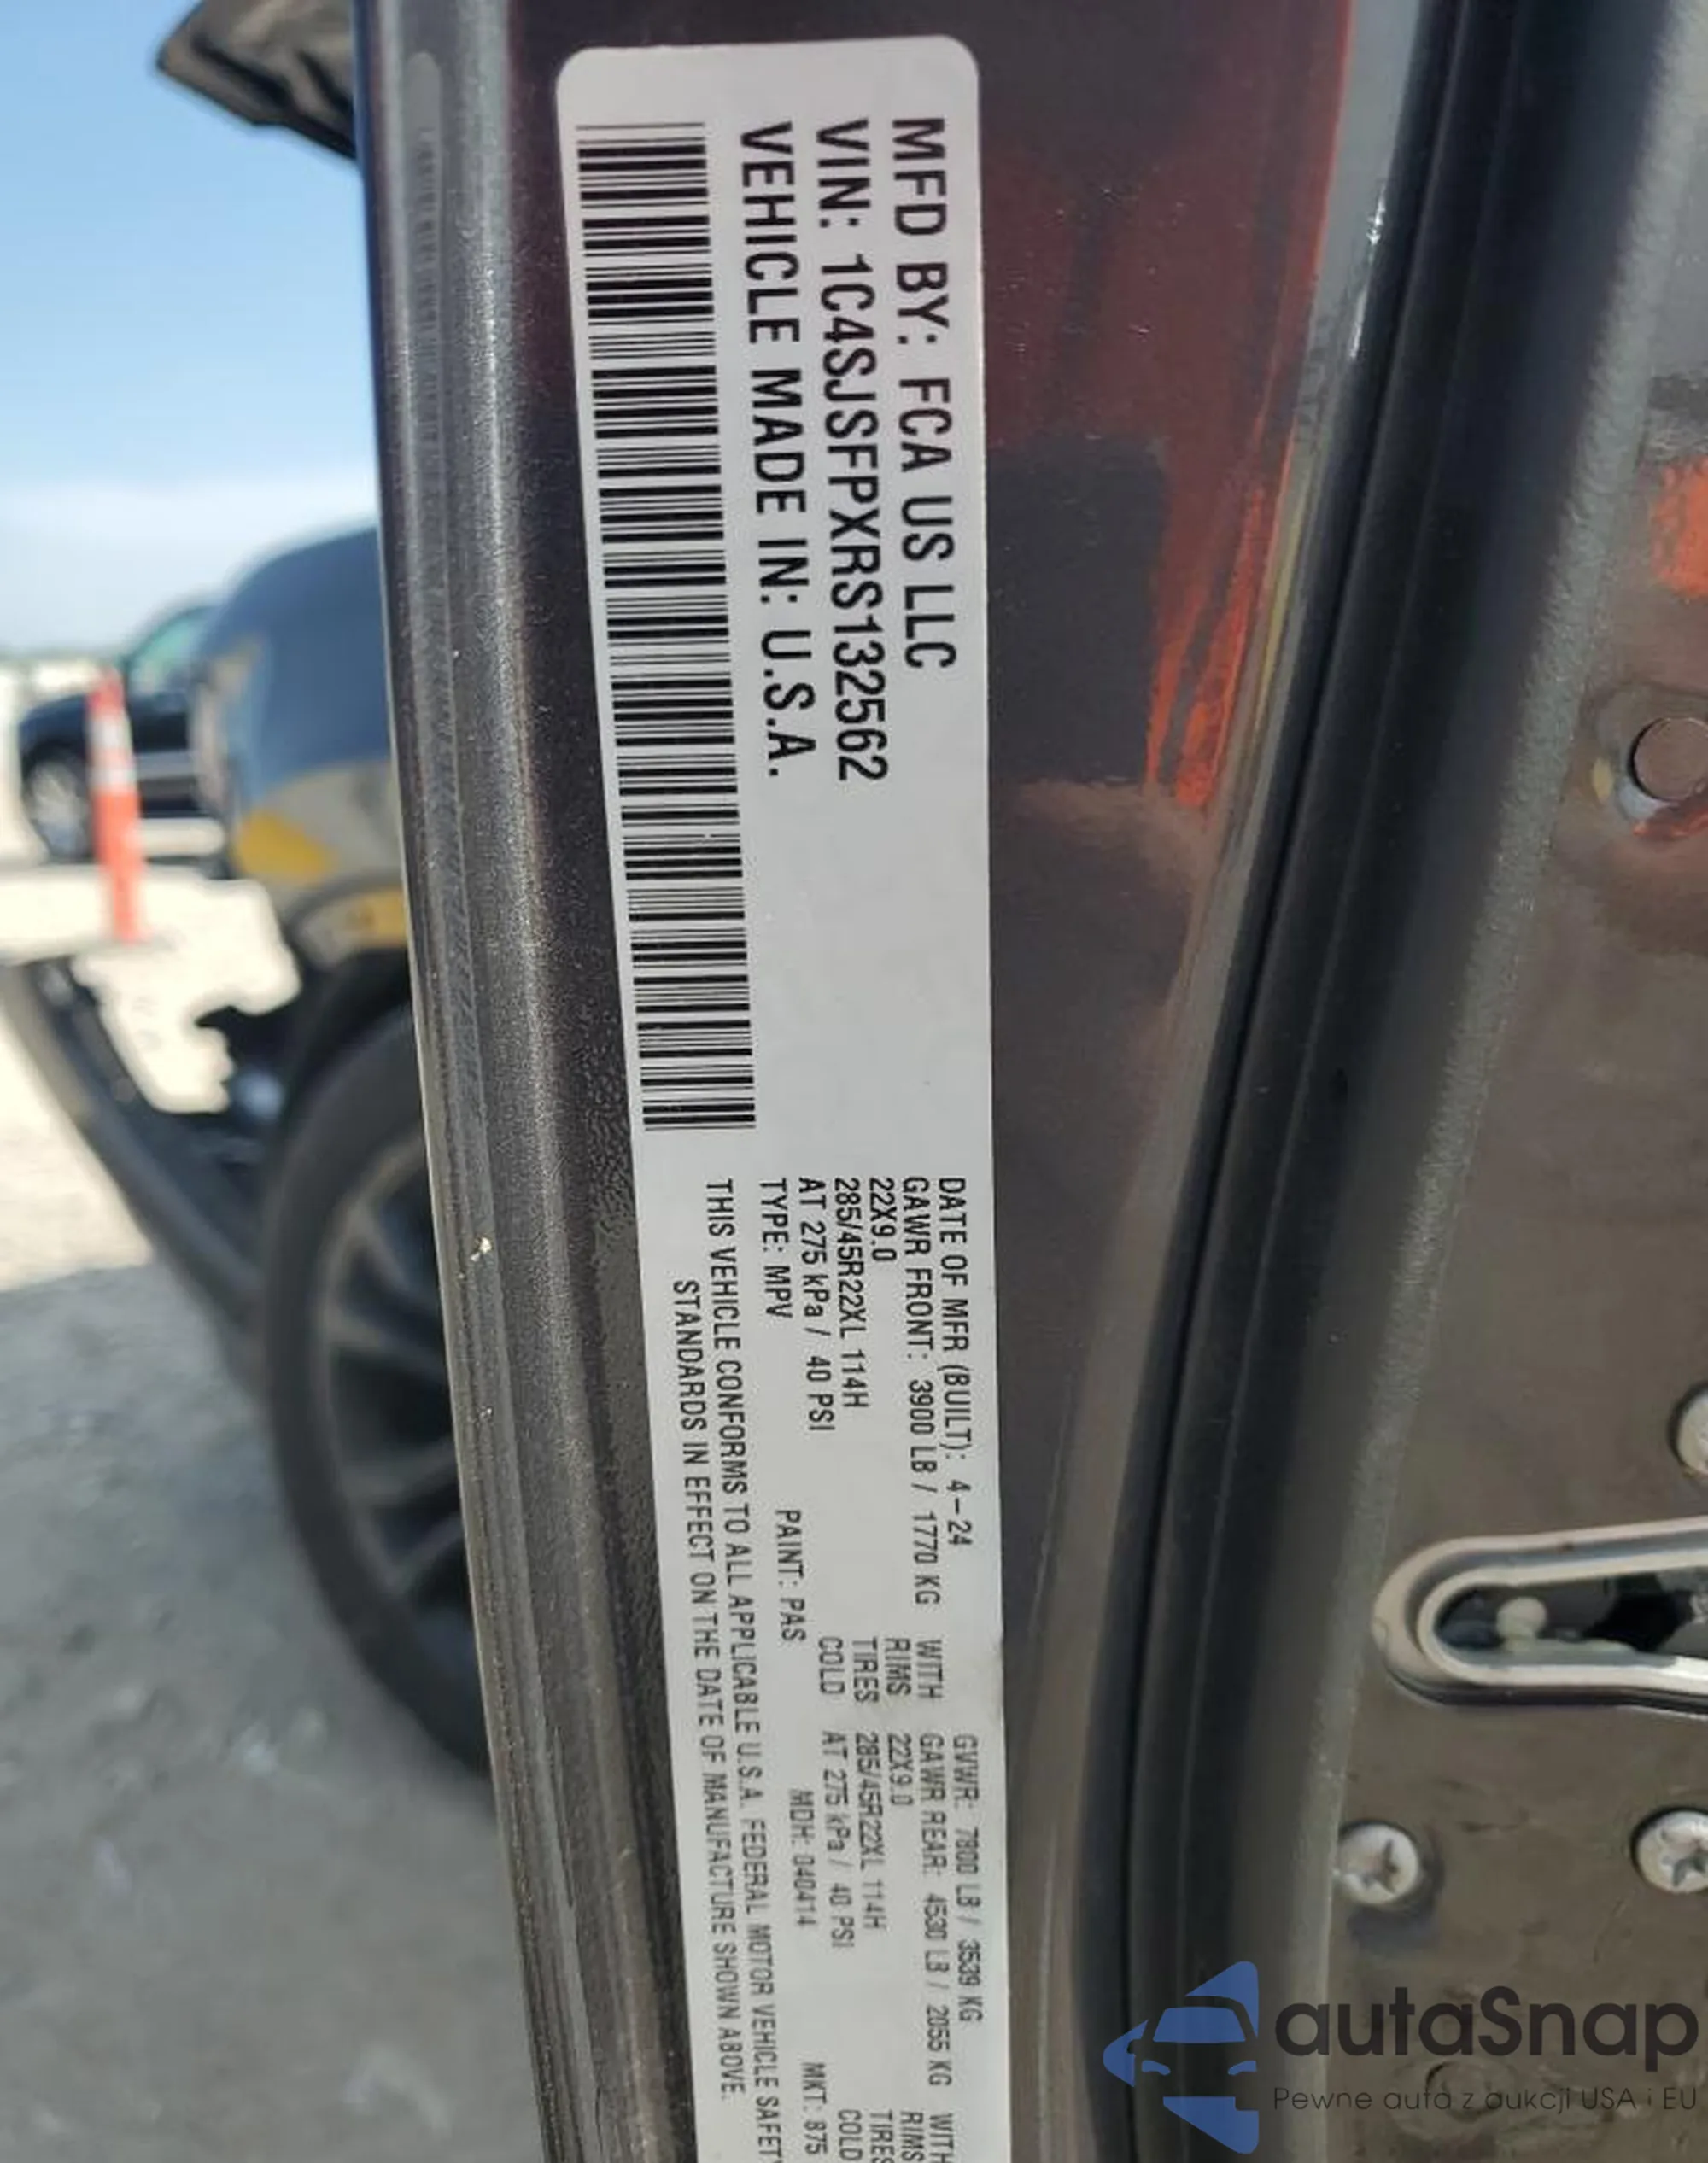 MFD BY: FCA US LLC
VIN: 1C4SJSFPXRS132562
VEHICLE MADE IN: U.S.A.
DATE OF MFR (BUILT): 4-24 GVWR: 7800 LB / 3539 KG
GAWR FRONT: 3900 LB / 1770 KG WITH GAWR REAR: 4530 LB / 2055 KG WITH
22X9.0 RIMS 22X9.0 RIMS
285/45R22XL 114H TIRES 285/45R22XL 114H TIRES
AT 275 kPa / 40 PSI COLD AT 275 kPa / 40 PSI COLD
TYPE: MPV PAINT: PAS MDH: 040414 MKT: 875
THIS VEHICLE CONFORMS TO ALL APPLICABLE U.S.A. FEDERAL MOTOR VEHICLE SAFETY
STANDARDS IN EFFECT ON THE DATE OF MANUFACTURE SHOWN ABOVE.
autaSnap
Pewne auta z aukcji USA i EU